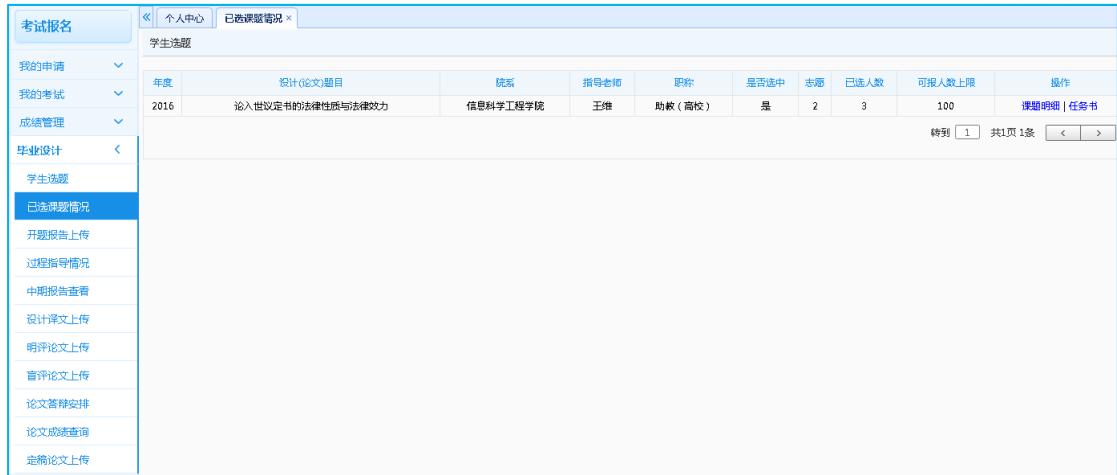 考试报名
我的申请
我的考试
成绩管理
毕业设计
学生选题
已选课题情况
开题报告上传
过程指导情况
中期报告查看
设计译文上传
明评论文上传
盲评论文上传
论文答辩安排
论文成绩查询
定稿论文上传
« 个人中心 已选课题情况 ×
学生选题
年度 设计(论文)题目 院系 指导老师 职称 是否选中 志愿 已选人数 可报人数上限 操作
2016 论入世议定书的法律性质与法律效力 信息科学工程学院 王维 助教（高校） 是 2 3 100 课题明细 | 任务书
转到 1 共1页 1条 < >